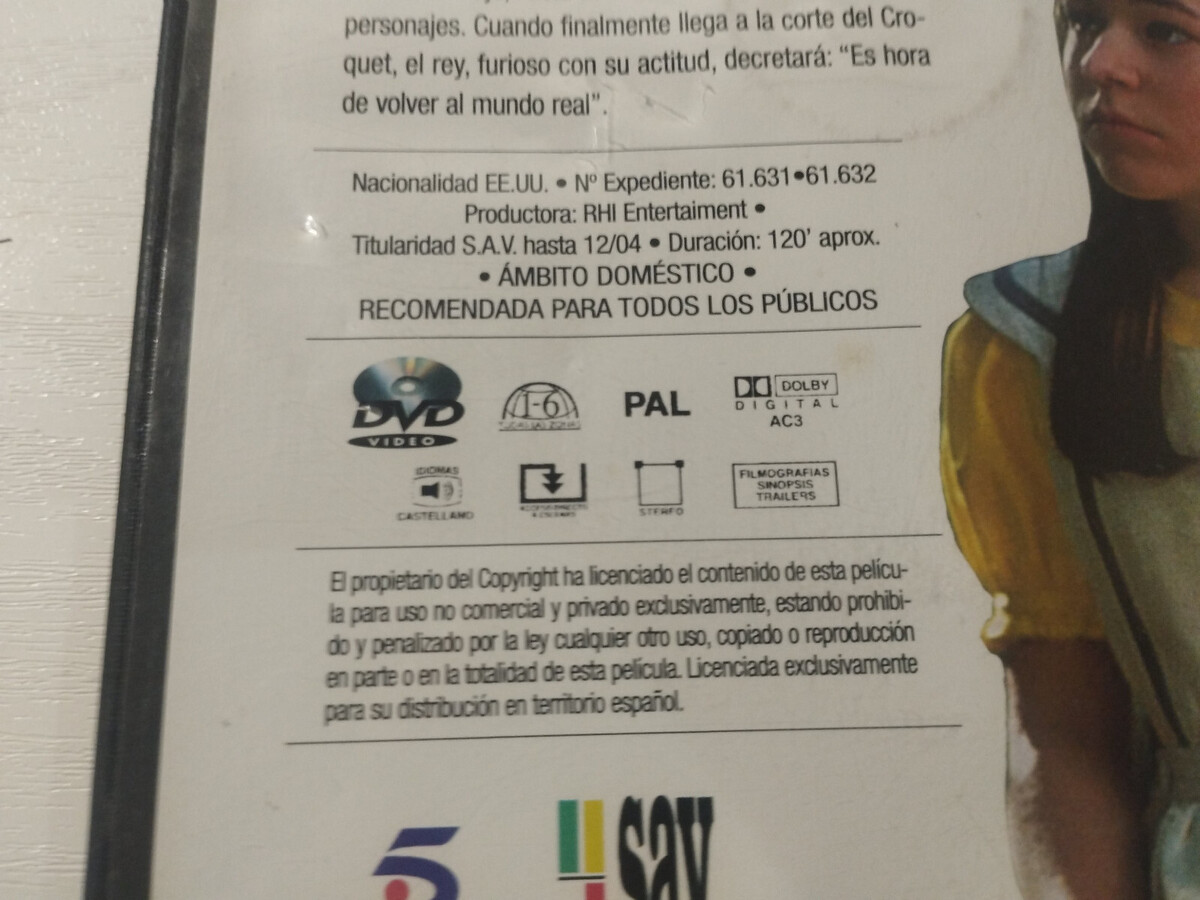 personajes. Cuando finalmente llega a la corte del Cro-
quet, el rey, furioso con su actitud, decretará: “Es hora
de volver al mundo real”.
Nacionalidad EE.UU. • Nº Expediente: 61.631•61.632
Productora: RHI Entertaiment •
Titularidad S.A.V. hasta 12/04 • Duración: 120' aprox.
• ÁMBITO DOMÉSTICO •
RECOMENDADA PARA TODOS LOS PÚBLICOS
DVD
VIDEO
1-6
TODAS LAS ZONAS
PAL
DOLBY
DIGITAL
AC3
IDIOMAS
CASTELLANO
STEREO
FILMOGRAFIAS
SINOPSIS
TRAILERS
El propietario del Copyright ha licenciado el contenido de esta pelícu-
la para uso no comercial y privado exclusivamente, estando prohibi-
do y penalizado por la ley cualquier otro uso, copiado o reproducción
en parte o en la totalidad de esta película. Licenciada exclusivamente
para su distribución en territorio español.
5
sav